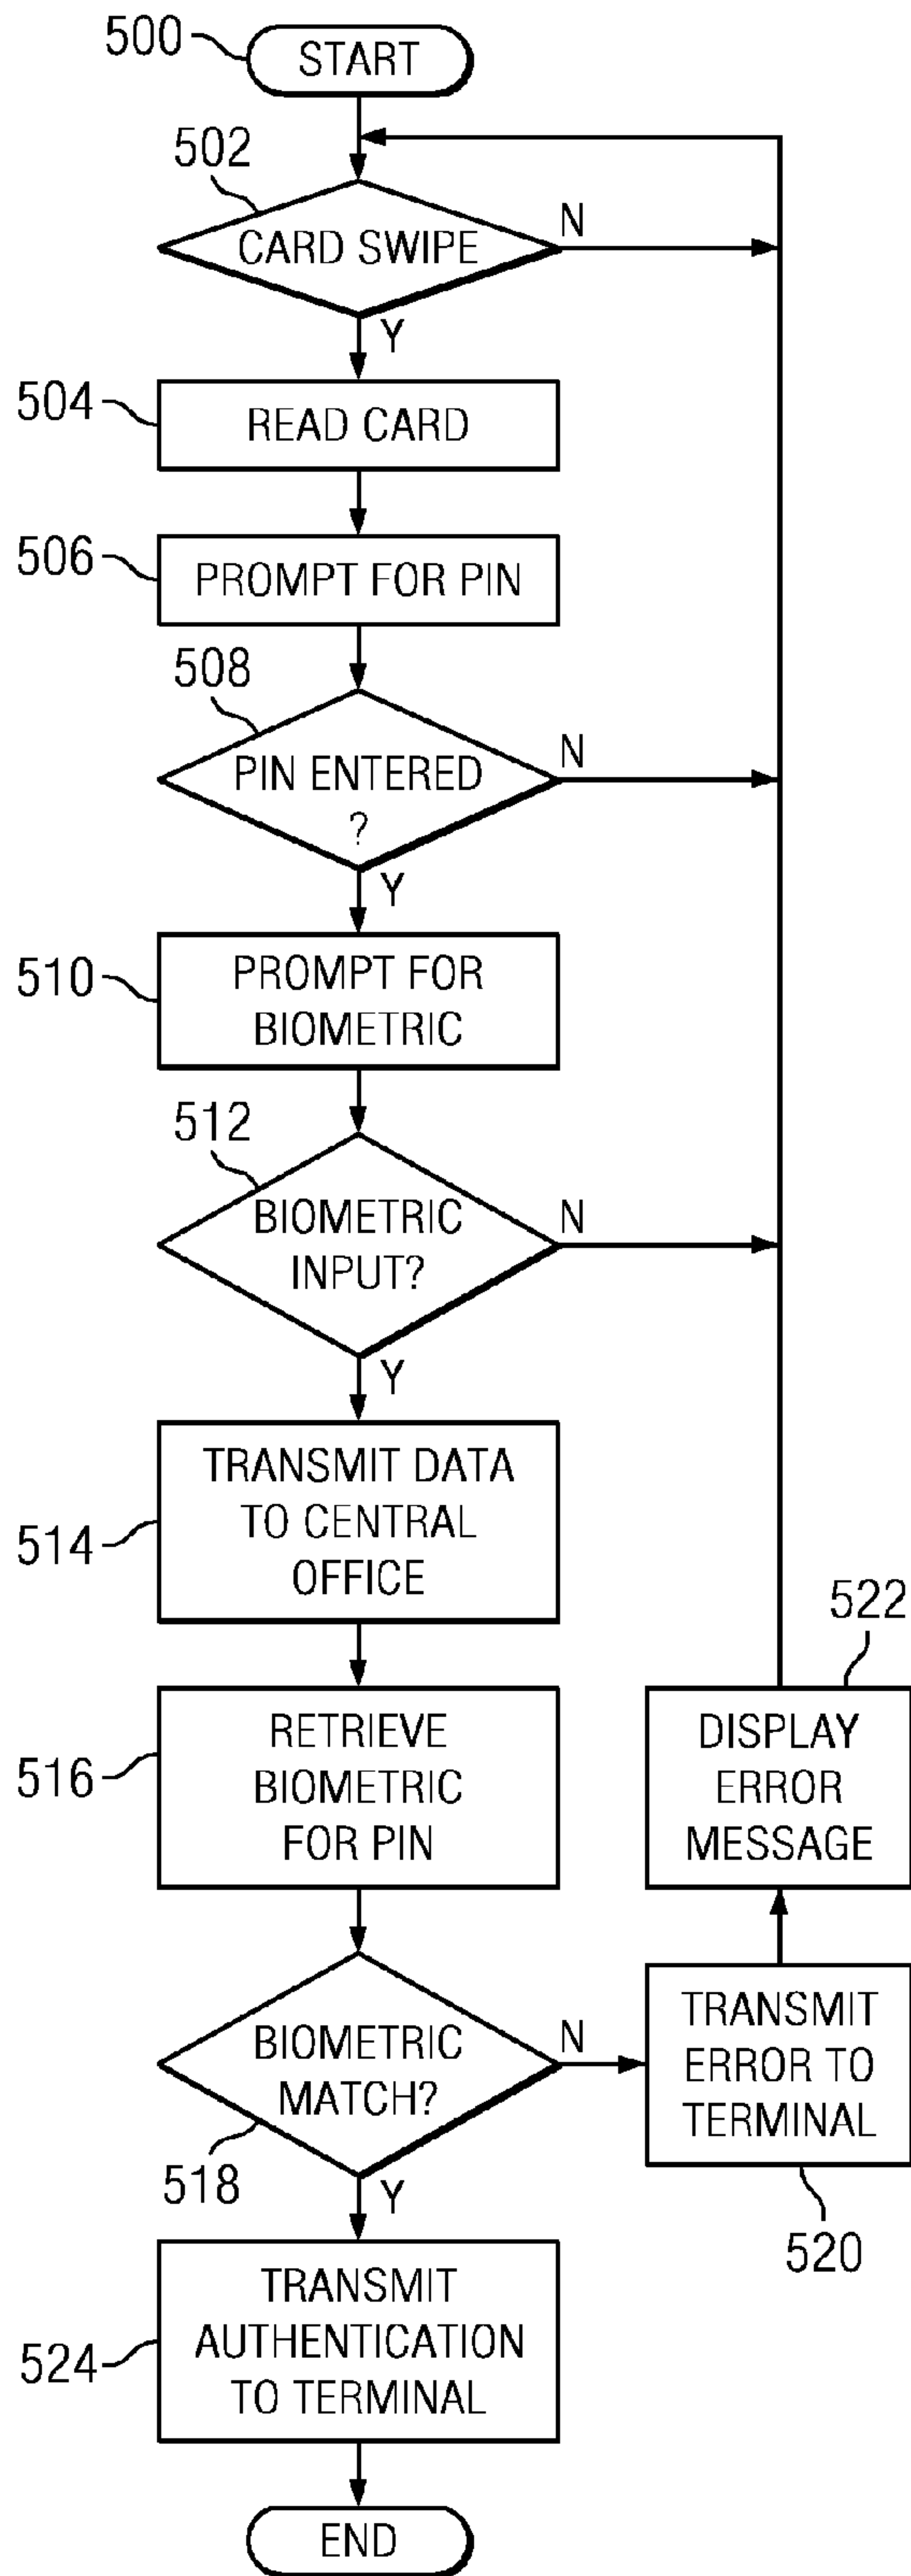 500
START
502
CARD SWIPE
N
Y
504
READ CARD
506
PROMPT FOR PIN
508
PIN ENTERED
?
N
Y
510
PROMPT FOR
BIOMETRIC
512
BIOMETRIC
INPUT?
N
Y
514
TRANSMIT DATA
TO CENTRAL
OFFICE
516
RETRIEVE
BIOMETRIC
FOR PIN
522
DISPLAY
ERROR
MESSAGE
518
BIOMETRIC
MATCH?
N
Y
TRANSMIT
ERROR TO
TERMINAL
520
524
TRANSMIT
AUTHENTICATION
TO TERMINAL
END